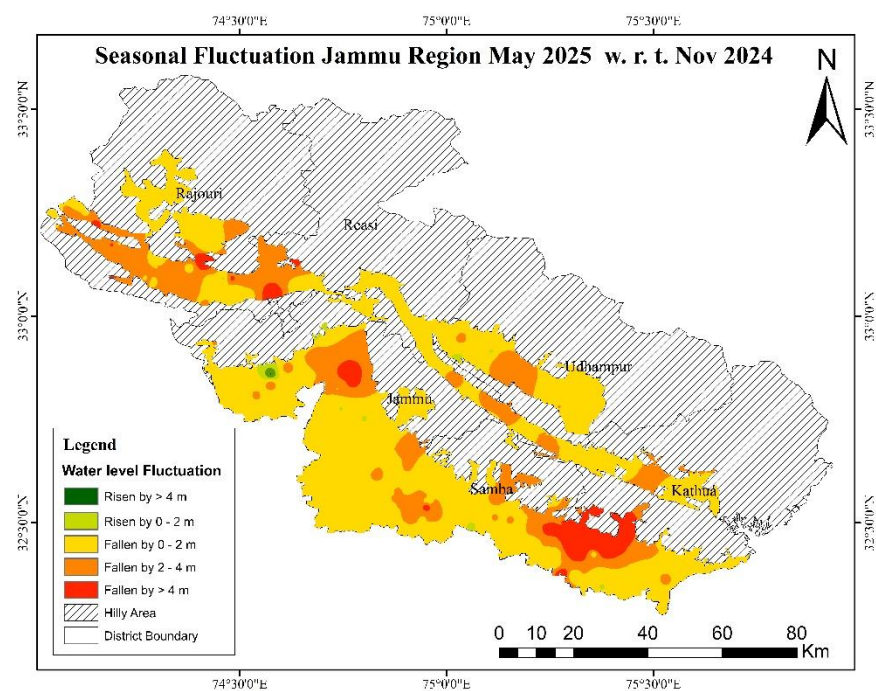 74°30'0"E 75°0'0"E 75°30'0"E
Seasonal Fluctuation Jammu Region May 2025 w. r. t. Nov 2024
N
33°30'0"N 33°30'0"N
Rajouri
Reasi
33°0'0"N 33°0'0"N
Udhampur
Jammu
Samba
Kathua
32°30'0"N 32°30'0"N
Legend
Water level Fluctuation
Risen by > 4 m
Risen by 0 - 2 m
Fallen by 0 - 2 m
Fallen by 2 - 4 m
Fallen by > 4 m
Hilly Area
District Boundary
0 10 20 40 60 80
Km
74°30'0"E 75°0'0"E 75°30'0"E